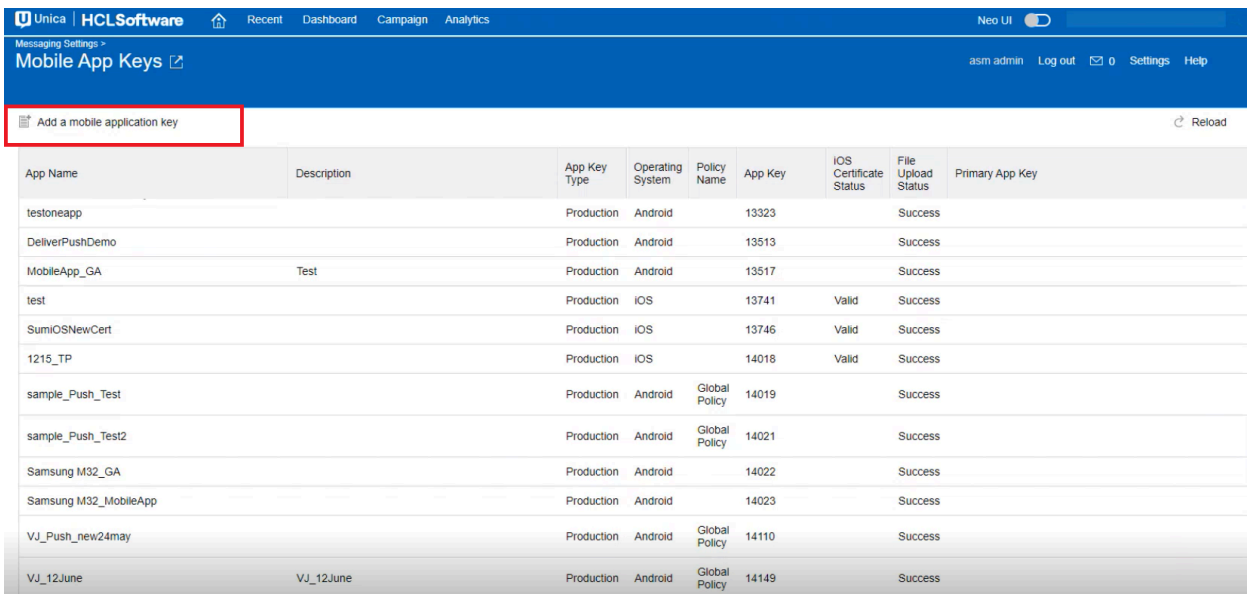 Unica | HCLSoftware Recent Dashboard Campaign Analytics Neo UI
Messaging Settings >
Mobile App Keys asm admin Log out 0 Settings Help
Add a mobile application key Reload
App Name Description App Key Type Operating System Policy Name App Key iOS Certificate Status File Upload Status Primary App Key
testoneapp Production Android 13323 Success
DeliverPushDemo Production Android 13513 Success
MobileApp_GA Test Production Android 13517 Success
test Production iOS 13741 Valid Success
SumiOSNewCert Production iOS 13746 Valid Success
1215_TP Production iOS 14018 Valid Success
sample_Push_Test Production Android Global Policy 14019 Success
sample_Push_Test2 Production Android Global Policy 14021 Success
Samsung M32_GA Production Android 14022 Success
Samsung M32_MobileApp Production Android 14023 Success
VJ_Push_new24may Production Android Global Policy 14110 Success
VJ_12June VJ_12June Production Android Global Policy 14149 Success